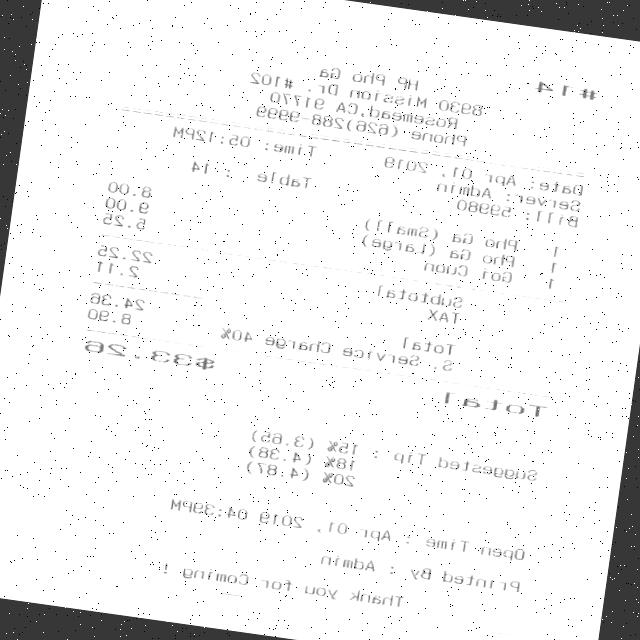 #14
HP Pho Ga
8930 Mission Dr. #102
Rosemead,CA 91770
Phone (626)288-9999
Date: Apr 01, 2019 Time: 05:12PM
Server: Admin Table : 14
Bill: 59980
1 Pho Ga (Small) 8.00
1 Pho Ga (Large) 9.00
1 Goi Cuon 5.25
Subtotal 22.25
TAX 2.11
Total 24.36
S. Service Charge 40% 8.90
Total $33.26
Suggested Tip : 15% (3.65)
18% (4.38)
20% (4.87)
Open Time : Apr 01, 2019 04:39PM
Printed By : Admin
Thank you for Coming !